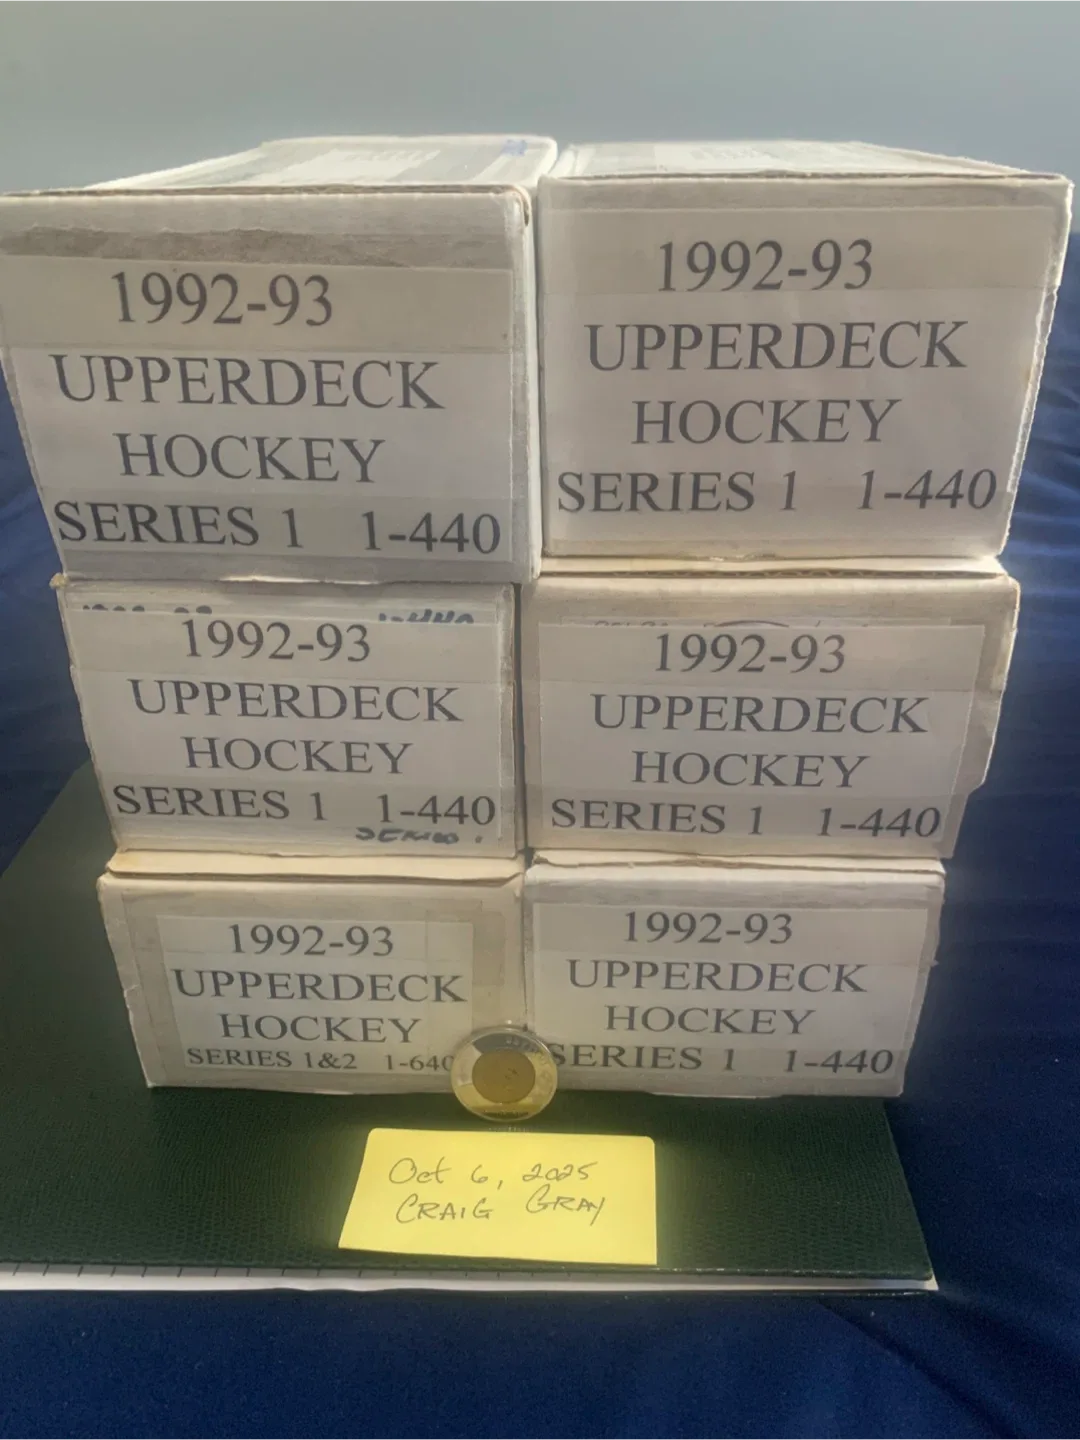 1992-93
UPPERDECK
HOCKEY
SERIES 1 1-440
1992-93
UPPERDECK
HOCKEY
SERIES 1 1-440
1992-93
UPPERDECK
HOCKEY
SERIES 1 1-440
1992-93
UPPERDECK
HOCKEY
SERIES 1 1-440
1992-93
UPPERDECK
HOCKEY
SERIES 1&2 1-640
1992-93
UPPERDECK
HOCKEY
SERIES 1 1-440
Oct 6, 2025
CRAIG GRAY